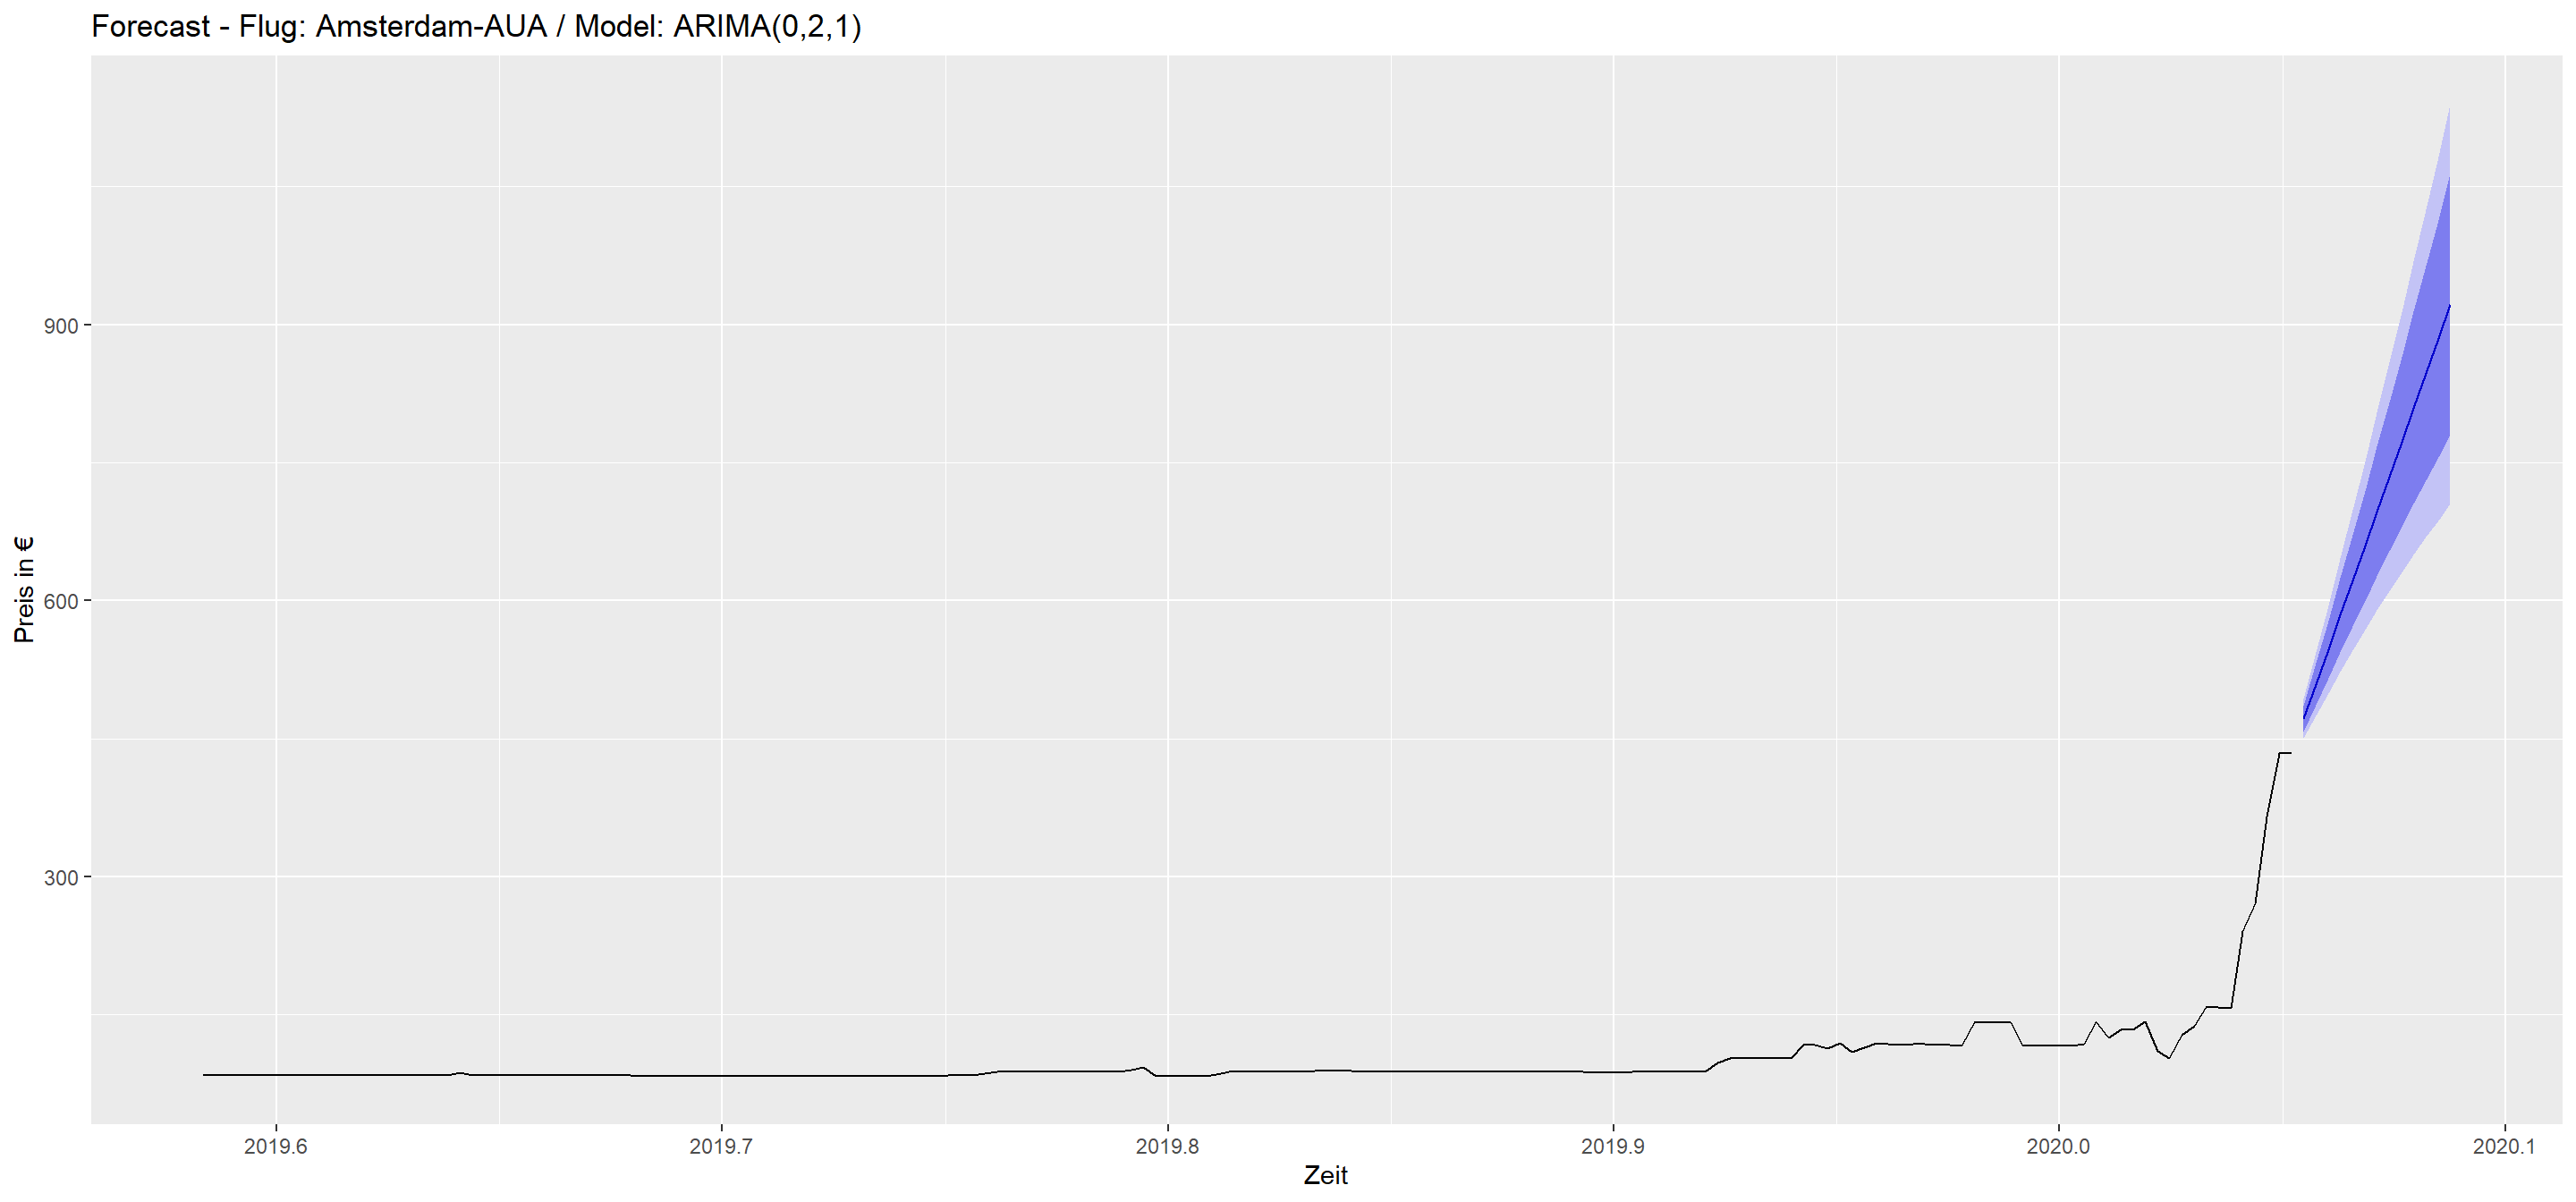 Forecast - Flug: Amsterdam-AUA / Model: ARIMA(0,2,1)
Preis in €
900
600
300
2019.6 2019.7 2019.8 2019.9 2020.0 2020.1
Zeit